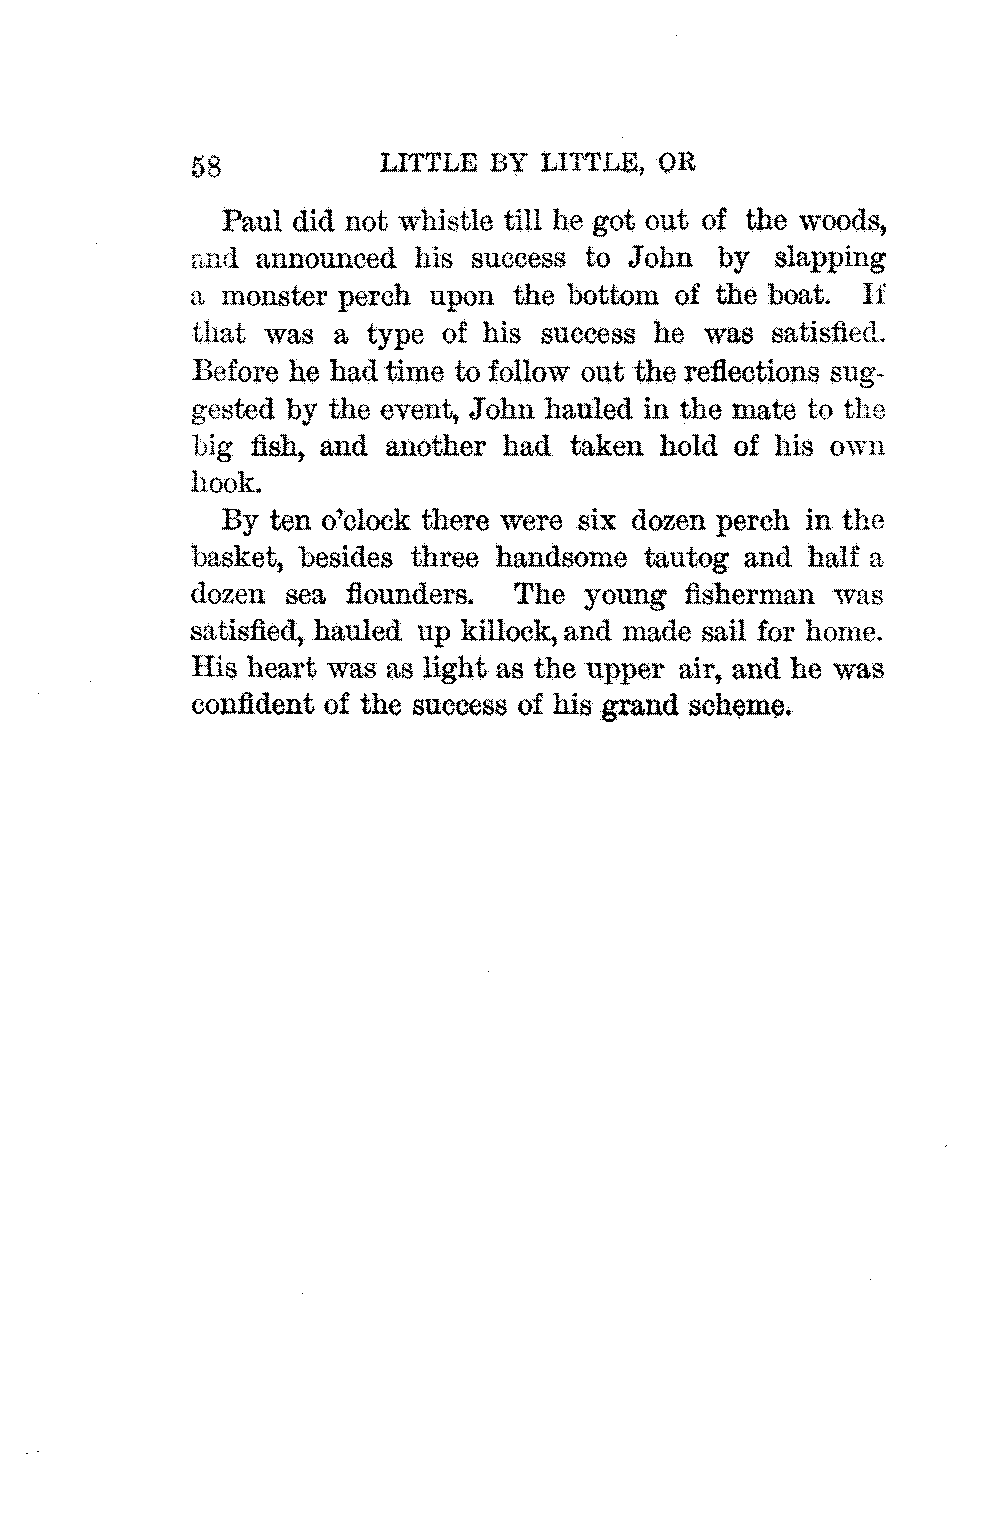 58 LITTLE BY LITTLE, OR
Paul did not whistle till he got out of the woods,
and announced his success to John by slapping
a monster perch upon the bottom of the boat. If
that was a type of his success he was satisfied.
Before he had time to follow out the reflections sug-
gested by the event, John hauled in the mate to the
big fish, and another had taken hold of his own
hook.
By ten o'clock there were six dozen perch in the
basket, besides three handsome tautog and half a
dozen sea flounders. The young fisherman was
satisfied, hauled up killock, and made sail for home.
His heart was as light as the upper air, and he was
confident of the success of his grand scheme.